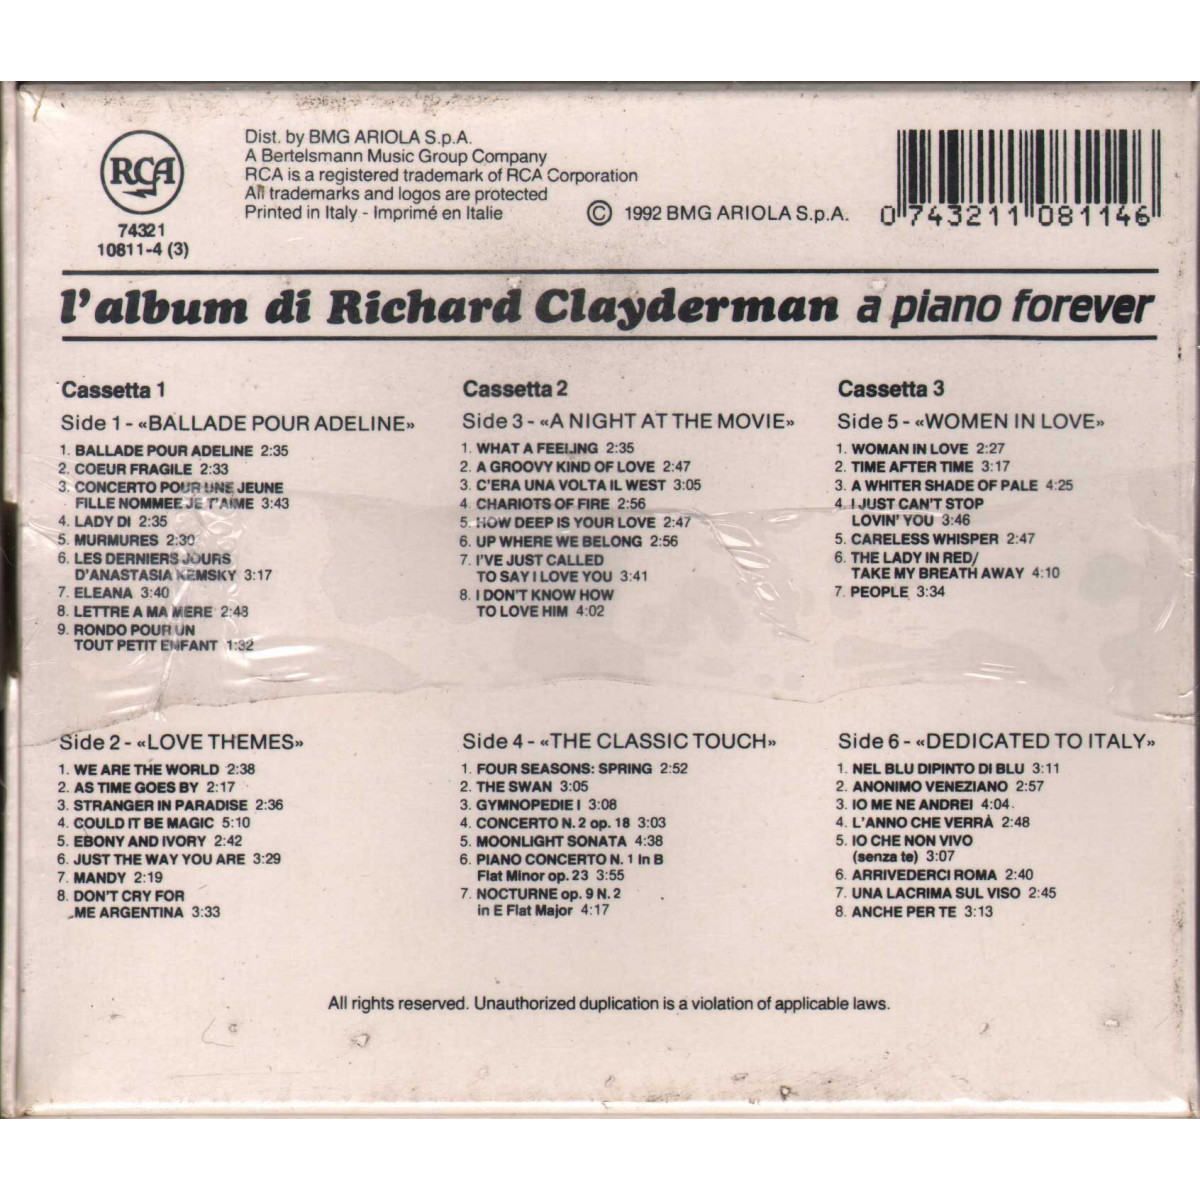 RCA
74321
10811-4 (3)
Dist. by BMG ARIOLA S.p.A.
A Bertelsmann Music Group Company
RCA is a registered trademark of RCA Corporation
All trademarks and logos are protected
Printed in Italy - Imprimé en Italie
© 1992 BMG ARIOLA S.p.A.
0 743211 081146
l'album di Richard Clayderman a piano forever
Cassetta 1
Side 1 - «BALLADE POUR ADELINE»
1. BALLADE POUR ADELINE 2:35
2. COEUR FRAGILE 2:33
3. CONCERTO POUR UNE JEUNE
FILLE NOMMEE JE T'AIME 3:43
4. LADY DI 2:35
5. MURMURES 2:30
6. LES DERNIERS JOURS
D'ANASTASIA KEMSKY 3:17
7. ELEANA 3:40
8. LETTRE A MA MERE 2:48
9. RONDO POUR UN
TOUT PETIT ENFANT 1:32
Side 2 - «LOVE THEMES»
1. WE ARE THE WORLD 2:38
2. AS TIME GOES BY 2:17
3. STRANGER IN PARADISE 2:36
4. COULD IT BE MAGIC 5:10
5. EBONY AND IVORY 2:42
6. JUST THE WAY YOU ARE 3:29
7. MANDY 2:19
8. DON'T CRY FOR
ME ARGENTINA 3:33
Cassetta 2
Side 3 - «A NIGHT AT THE MOVIE»
1. WHAT A FEELING 2:35
2. A GROOVY KIND OF LOVE 2:47
3. C'ERA UNA VOLTA IL WEST 3:05
4. CHARIOTS OF FIRE 2:56
5. HOW DEEP IS YOUR LOVE 2:47
6. UP WHERE WE BELONG 2:56
7. I'VE JUST CALLED
TO SAY I LOVE YOU 3:41
8. I DON'T KNOW HOW
TO LOVE HIM 4:02
Side 4 - «THE CLASSIC TOUCH»
1. FOUR SEASONS: SPRING 2:52
2. THE SWAN 3:05
3. GYMNOPEDIE I 3:08
4. CONCERTO N. 2 op. 18 3:03
5. MOONLIGHT SONATA 4:38
6. PIANO CONCERTO N. 1 in B
Flat Minor op. 23 3:55
7. NOCTURNE op. 9 N. 2
in E Flat Major 4:17
Cassetta 3
Side 5 - «WOMEN IN LOVE»
1. WOMAN IN LOVE 2:27
2. TIME AFTER TIME 3:17
3. A WHITER SHADE OF PALE 4:25
4. I JUST CAN'T STOP
LOVIN' YOU 3:46
5. CARELESS WHISPER 2:47
6. THE LADY IN RED/
TAKE MY BREATH AWAY 4:10
7. PEOPLE 3:34
Side 6 - «DEDICATED TO ITALY»
1. NEL BLU DIPINTO DI BLU 3:11
2. ANONIMO VENEZIANO 2:57
3. IO ME NE ANDREI 4:04
4. L'ANNO CHE VERRÀ 2:48
5. IO CHE NON VIVO
(senza te) 3:07
6. ARRIVEDERCI ROMA 2:40
7. UNA LACRIMA SUL VISO 2:45
8. ANCHE PER TE 3:13
All rights reserved. Unauthorized duplication is a violation of applicable laws.